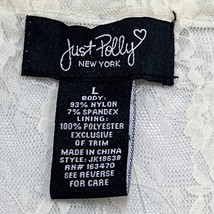 Just Polly
NEW YORK
L
BODY:
93% NYLON
7% SPANDEX
LINING:
100% POLYESTER
EXCLUSIVE
OF TRIM
MADE IN CHINA
STYLE: JK18638
RN# 163470
SEE REVERSE
FOR CARE